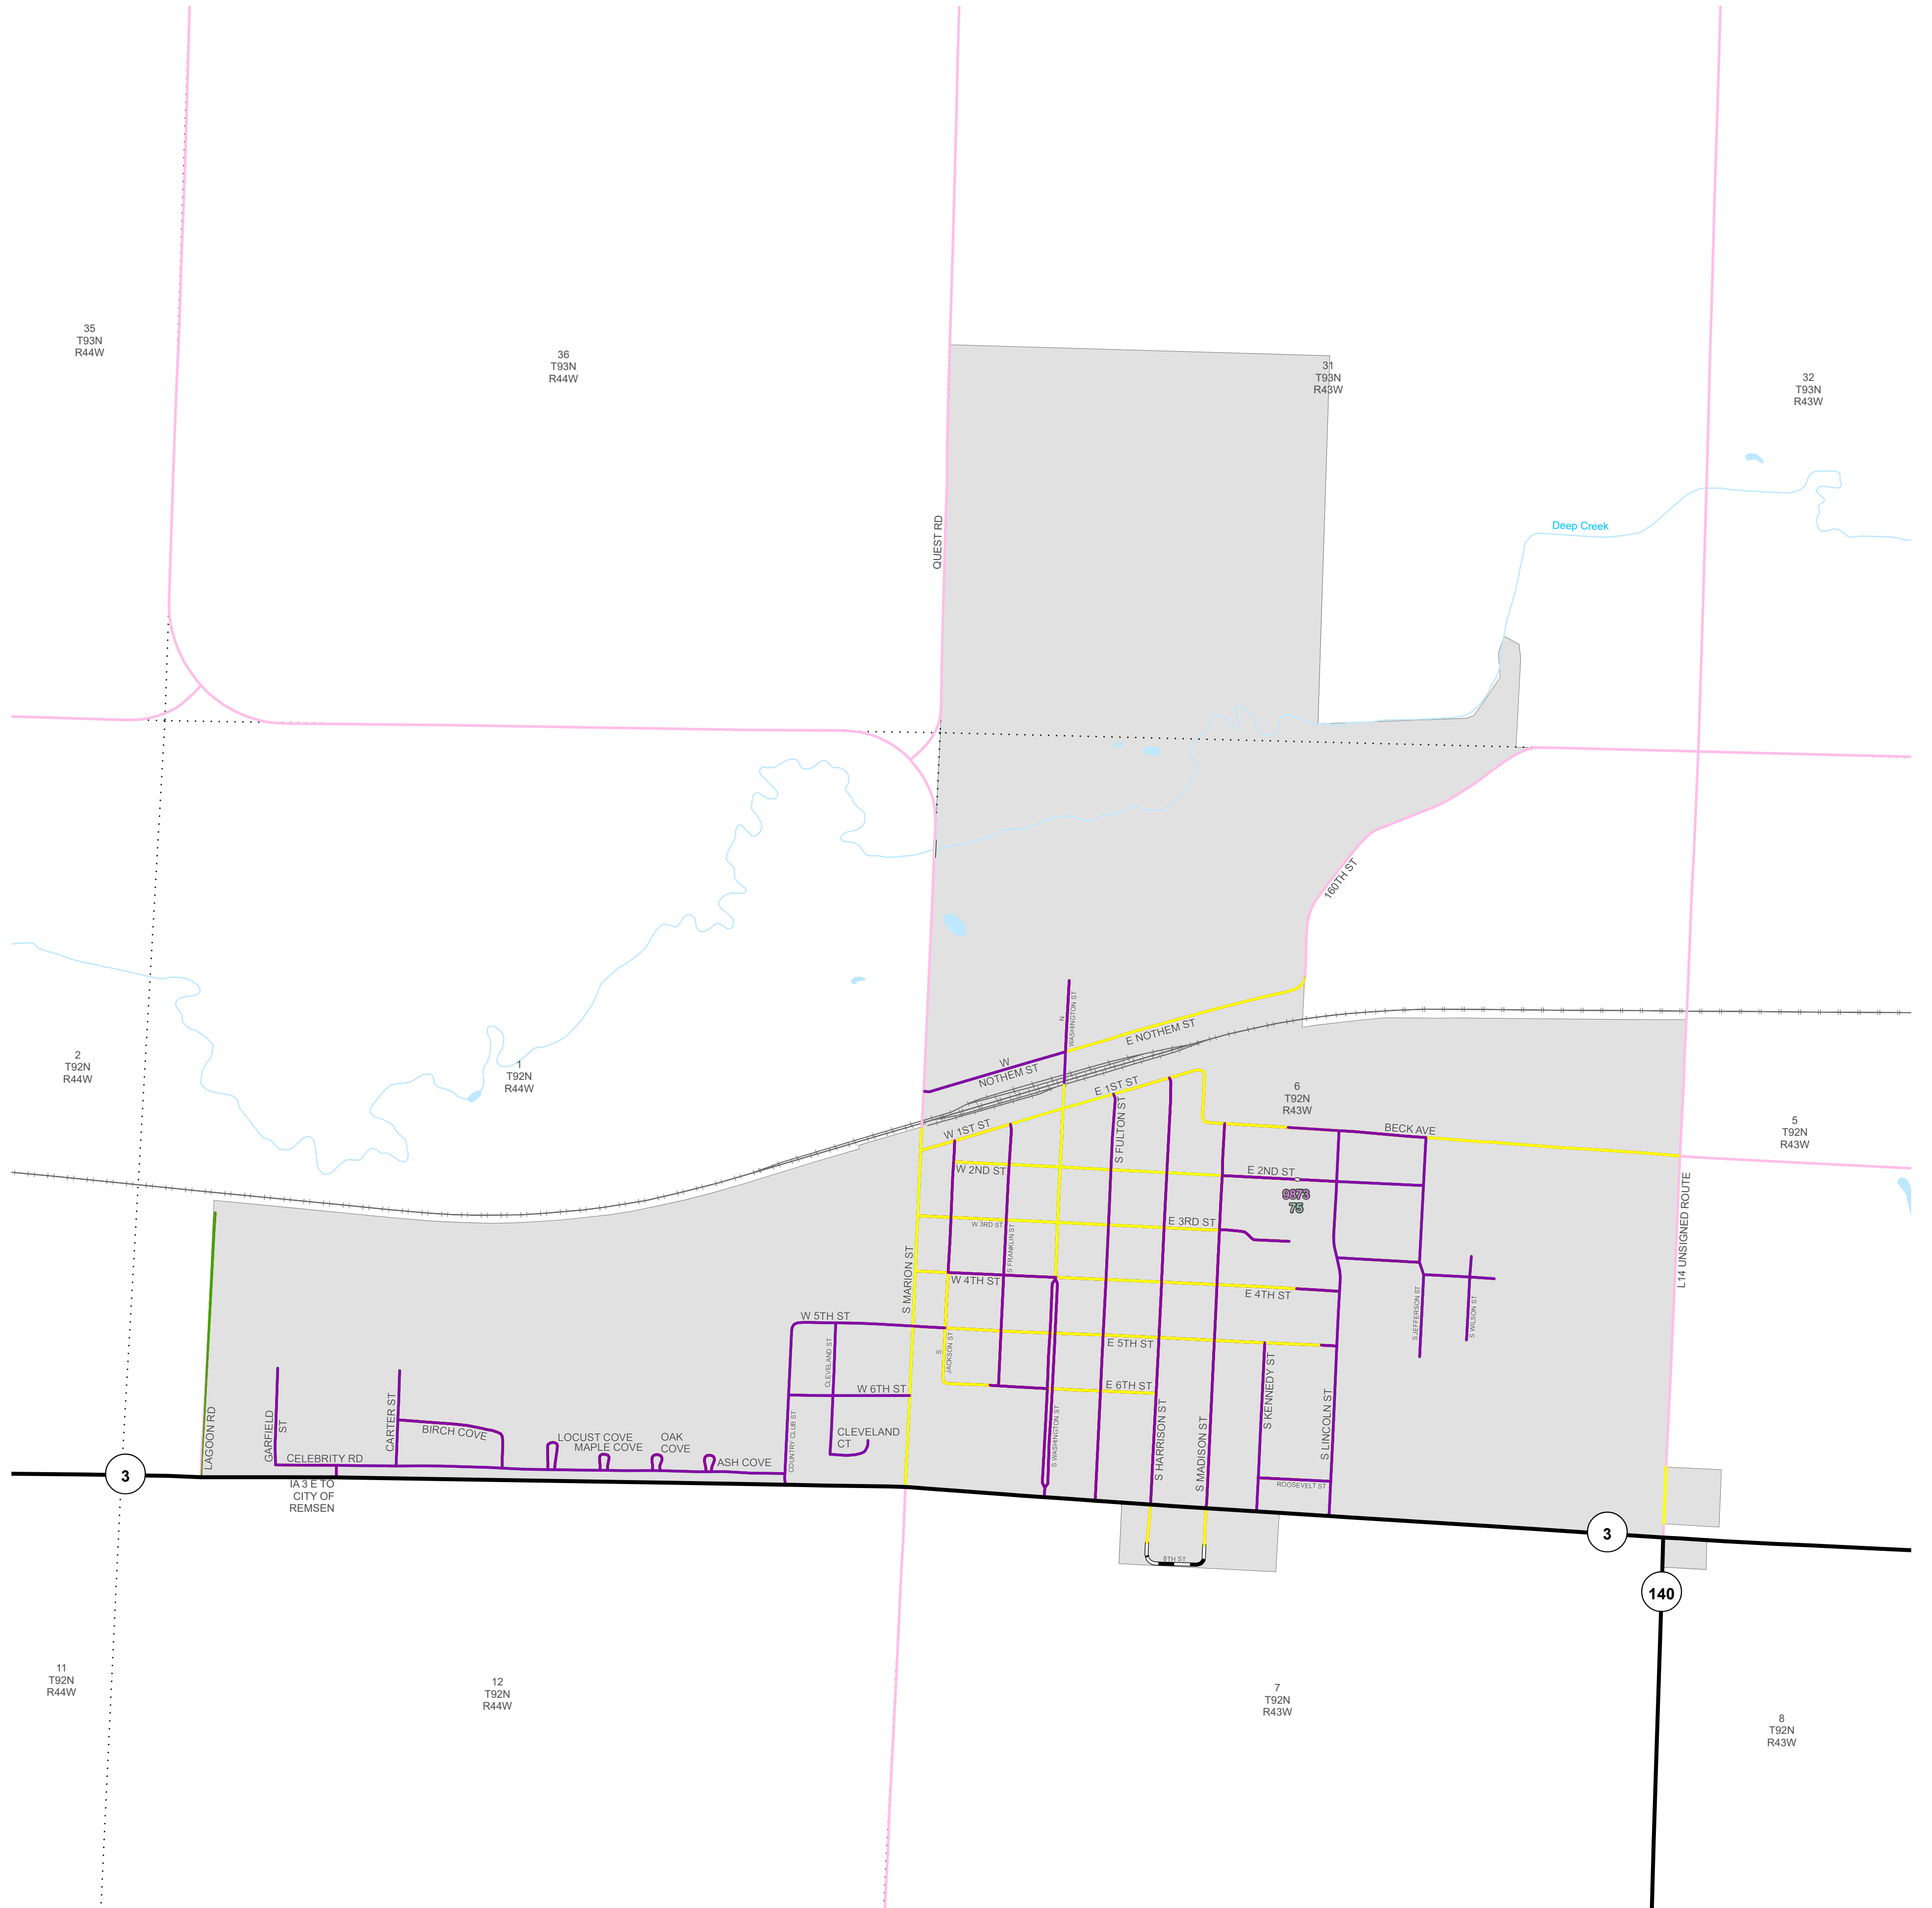 35
T93N
R44W
36
T93N
R44W
31
T93N
R43W
32
T93N
R43W
QUEST RD
Deep Creek
160TH ST
2
T92N
R44W
1
T92N
R44W
N
WASHINGTON ST
E NOTHEM ST
W
NOTHEM ST
E 1ST ST
W 1ST ST
S FULTON ST
6
T92N
R43W
BECK AVE
5
T92N
R43W
W 2ND ST
E 2ND ST
9873
75
W 3RD ST
E 3RD ST
S FRANKLIN ST
S MARION ST
W 4TH ST
E 4TH ST
L14 UNSIGNED ROUTE
W 5TH ST
CLEVELAND ST
S
JACKSON ST
E 5TH ST
S JEFFERSON ST
S WILSON ST
W 6TH ST
E 6TH ST
S KENNEDY ST
S LINCOLN ST
LAGOON RD
GARFIELD
ST
CARTER ST
BIRCH COVE
LOCUST COVE
MAPLE COVE
OAK
COVE
ASH COVE
COUNTRY CLUB ST
CLEVELAND
CT
S WASHINGTON ST
S HARRISON ST
S MADISON ST
CELEBRITY RD
ROOSEVELT ST
3
IA 3 E TO
CITY OF
REMSEN
3
8TH ST
140
11
T92N
R44W
12
T92N
R44W
7
T92N
R43W
8
T92N
R43W